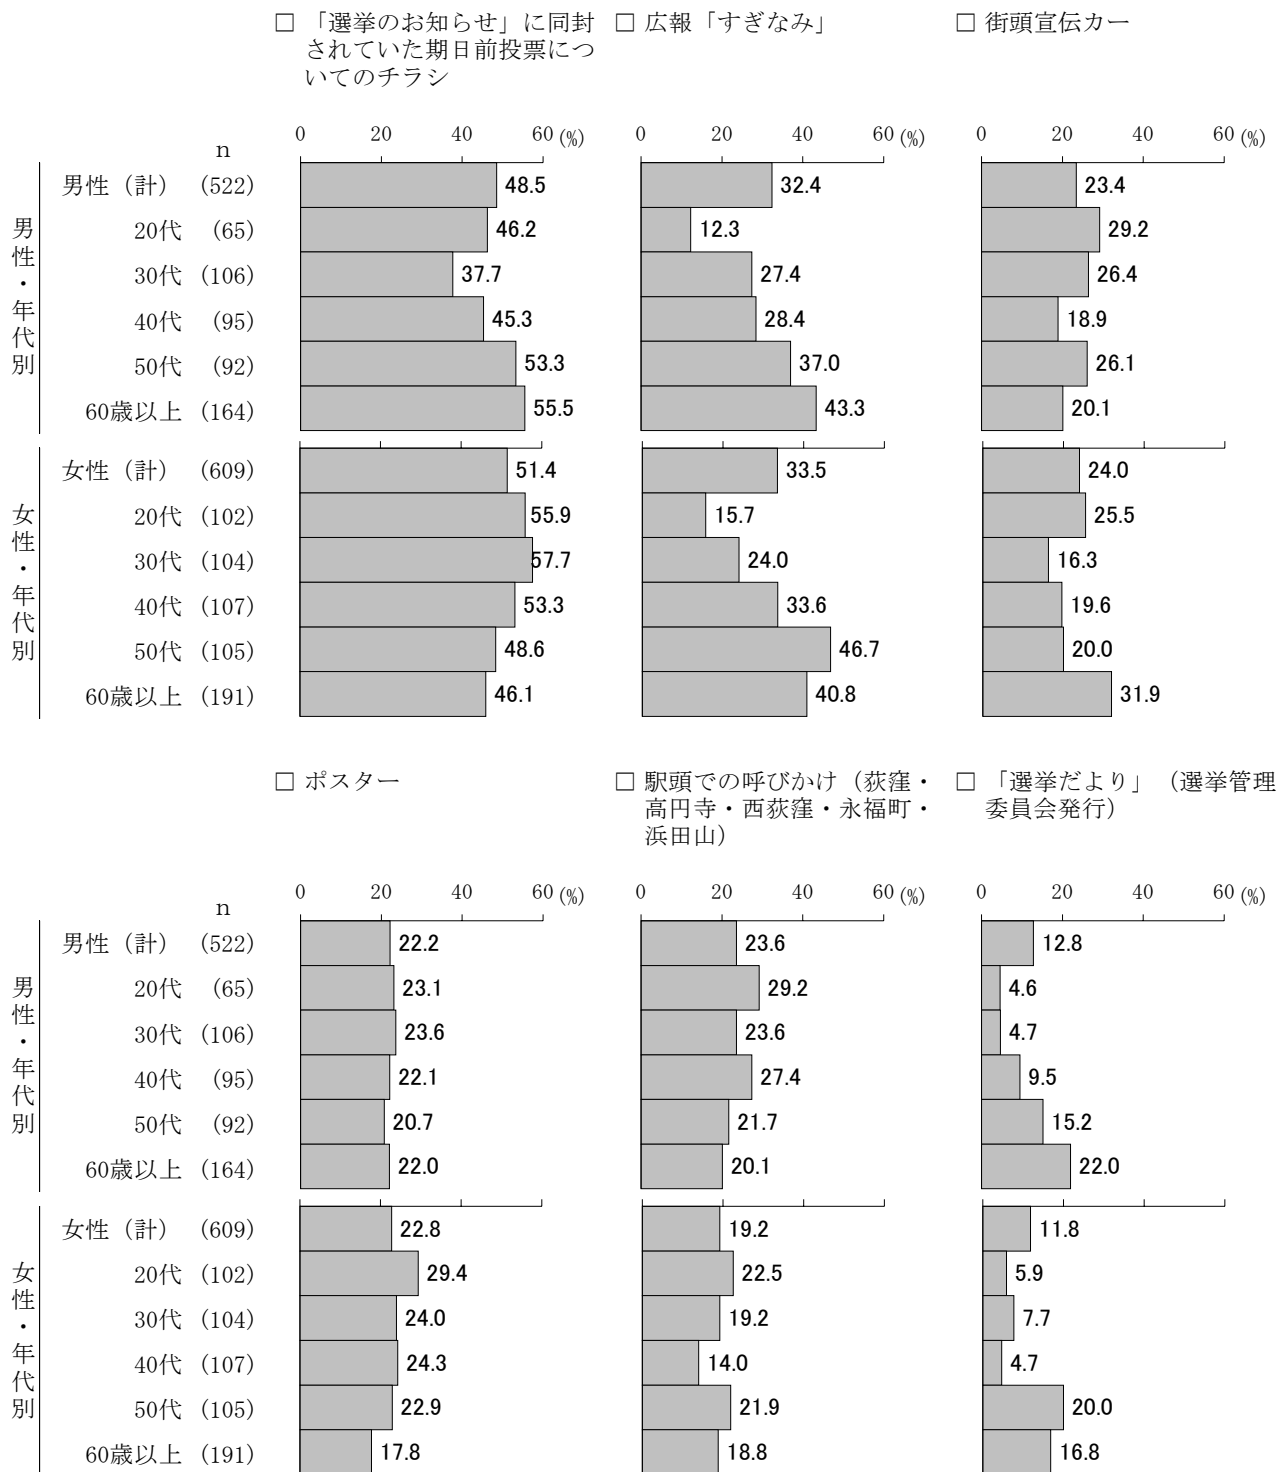 □ 「選挙のお知らせ」に同封 □ 広報「すぎなみ」 □ 街頭宣伝カー
されていた期日前投票につ
いてのチラシ
0 20 40 60 (%) 0 20 40 60 (%) 0 20 40 60 (%)
n
男性・年代別
男性（計） (522) 48.5 32.4 23.4
20代 (65) 46.2 12.3 29.2
30代 (106) 37.7 27.4 26.4
40代 (95) 45.3 28.4 18.9
50代 (92) 53.3 37.0 26.1
60歳以上 (164) 55.5 43.3 20.1
女性・年代別
女性（計） (609) 51.4 33.5 24.0
20代 (102) 55.9 15.7 25.5
30代 (104) 57.7 24.0 16.3
40代 (107) 53.3 33.6 19.6
50代 (105) 48.6 46.7 20.0
60歳以上 (191) 46.1 40.8 31.9
□ ポスター □ 駅頭での呼びかけ（荻窪・ □ 「選挙だより」（選挙管理
高円寺・西荻窪・永福町・ 委員会発行）
浜田山）
0 20 40 60 (%) 0 20 40 60 (%) 0 20 40 60 (%)
n
男性・年代別
男性（計） (522) 22.2 23.6 12.8
20代 (65) 23.1 29.2 4.6
30代 (106) 23.6 23.6 4.7
40代 (95) 22.1 27.4 9.5
50代 (92) 20.7 21.7 15.2
60歳以上 (164) 22.0 20.1 22.0
女性・年代別
女性（計） (609) 22.8 19.2 11.8
20代 (102) 29.4 22.5 5.9
30代 (104) 24.0 19.2 7.7
40代 (107) 24.3 14.0 4.7
50代 (105) 22.9 21.9 20.0
60歳以上 (191) 17.8 18.8 16.8